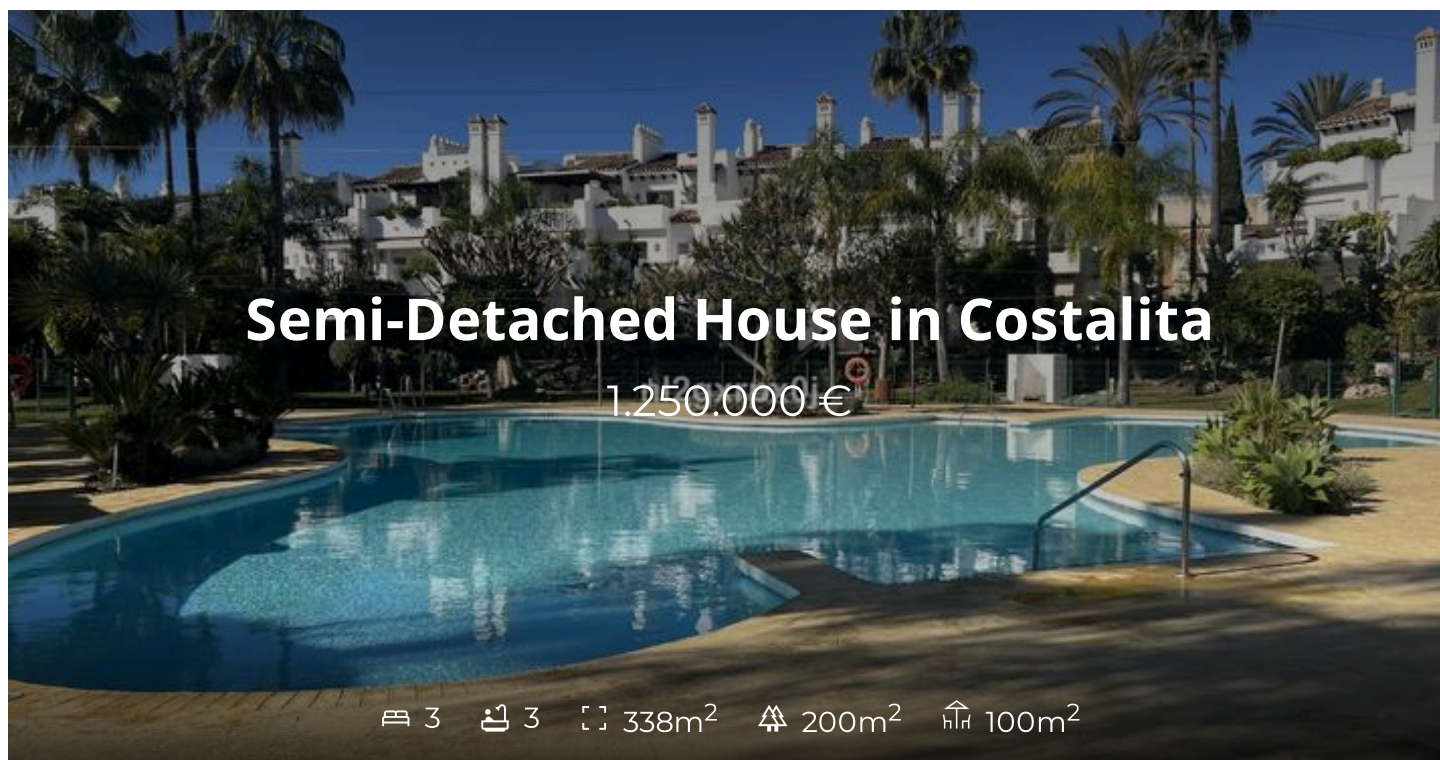 Semi-Detached House in Costalita
1.250.000 €
3 3 338m² 200m² 100m²